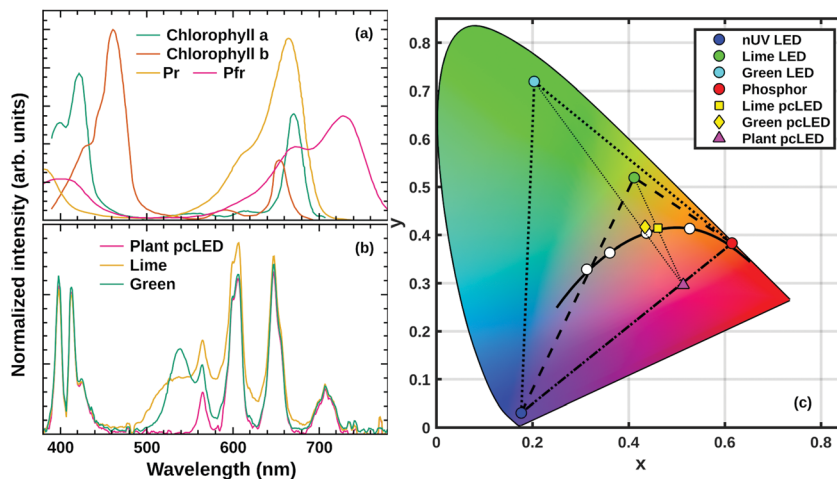 (a)
Chlorophyll a
Chlorophyll b
Pr Pfr
(b)
Plant pcLED
Lime
Green
Normalized intensity (arb. units)
400 500 600 700
Wavelength (nm)
nUV LED
Lime LED
Green LED
Phosphor
Lime pcLED
Green pcLED
Plant pcLED
0.8
0.7
0.6
0.5
0.4
0.3
0.2
0.1
0
y
(c)
0 0.2 0.4 0.6 0.8
x